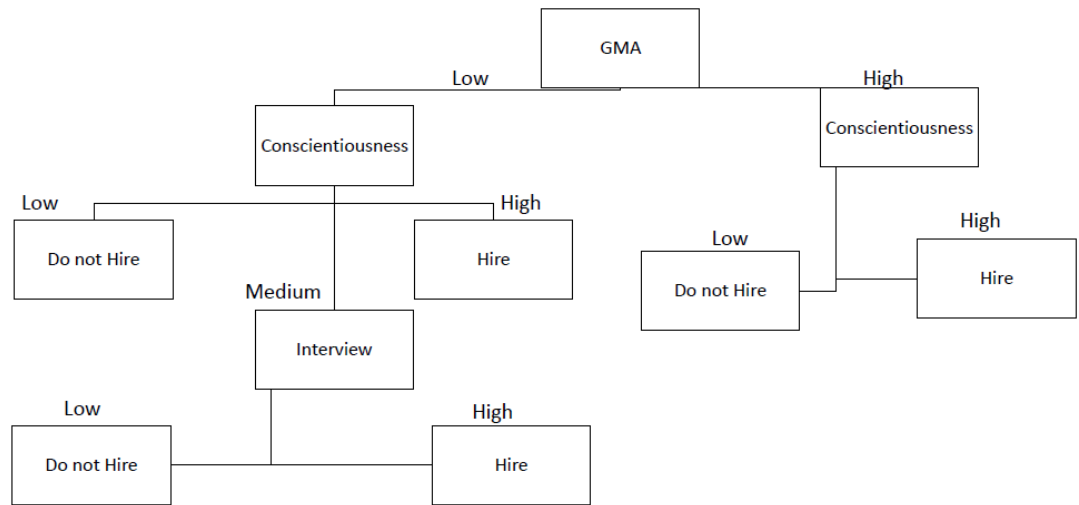 GMA
Low
High
Conscientiousness
Conscientiousness
Low
High
Do not Hire
Hire
Low
High
Do not Hire
Hire
Medium
Interview
Low
High
Do not Hire
Hire